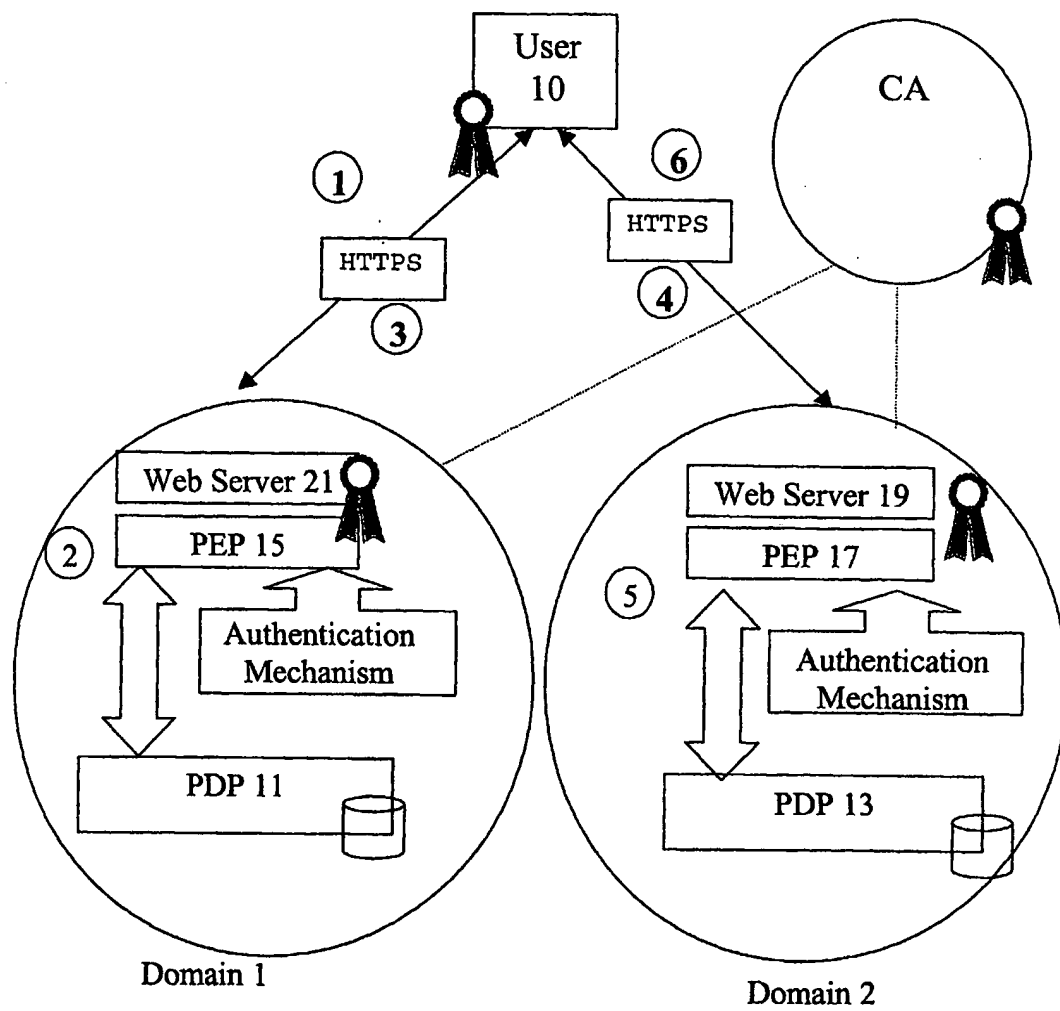 User
10
CA
1
6
HTTPS
HTTPS
3
4
Web Server 21
PEP 15
2
Authentication
Mechanism
PDP 11
Domain 1
Web Server 19
PEP 17
5
Authentication
Mechanism
PDP 13
Domain 2